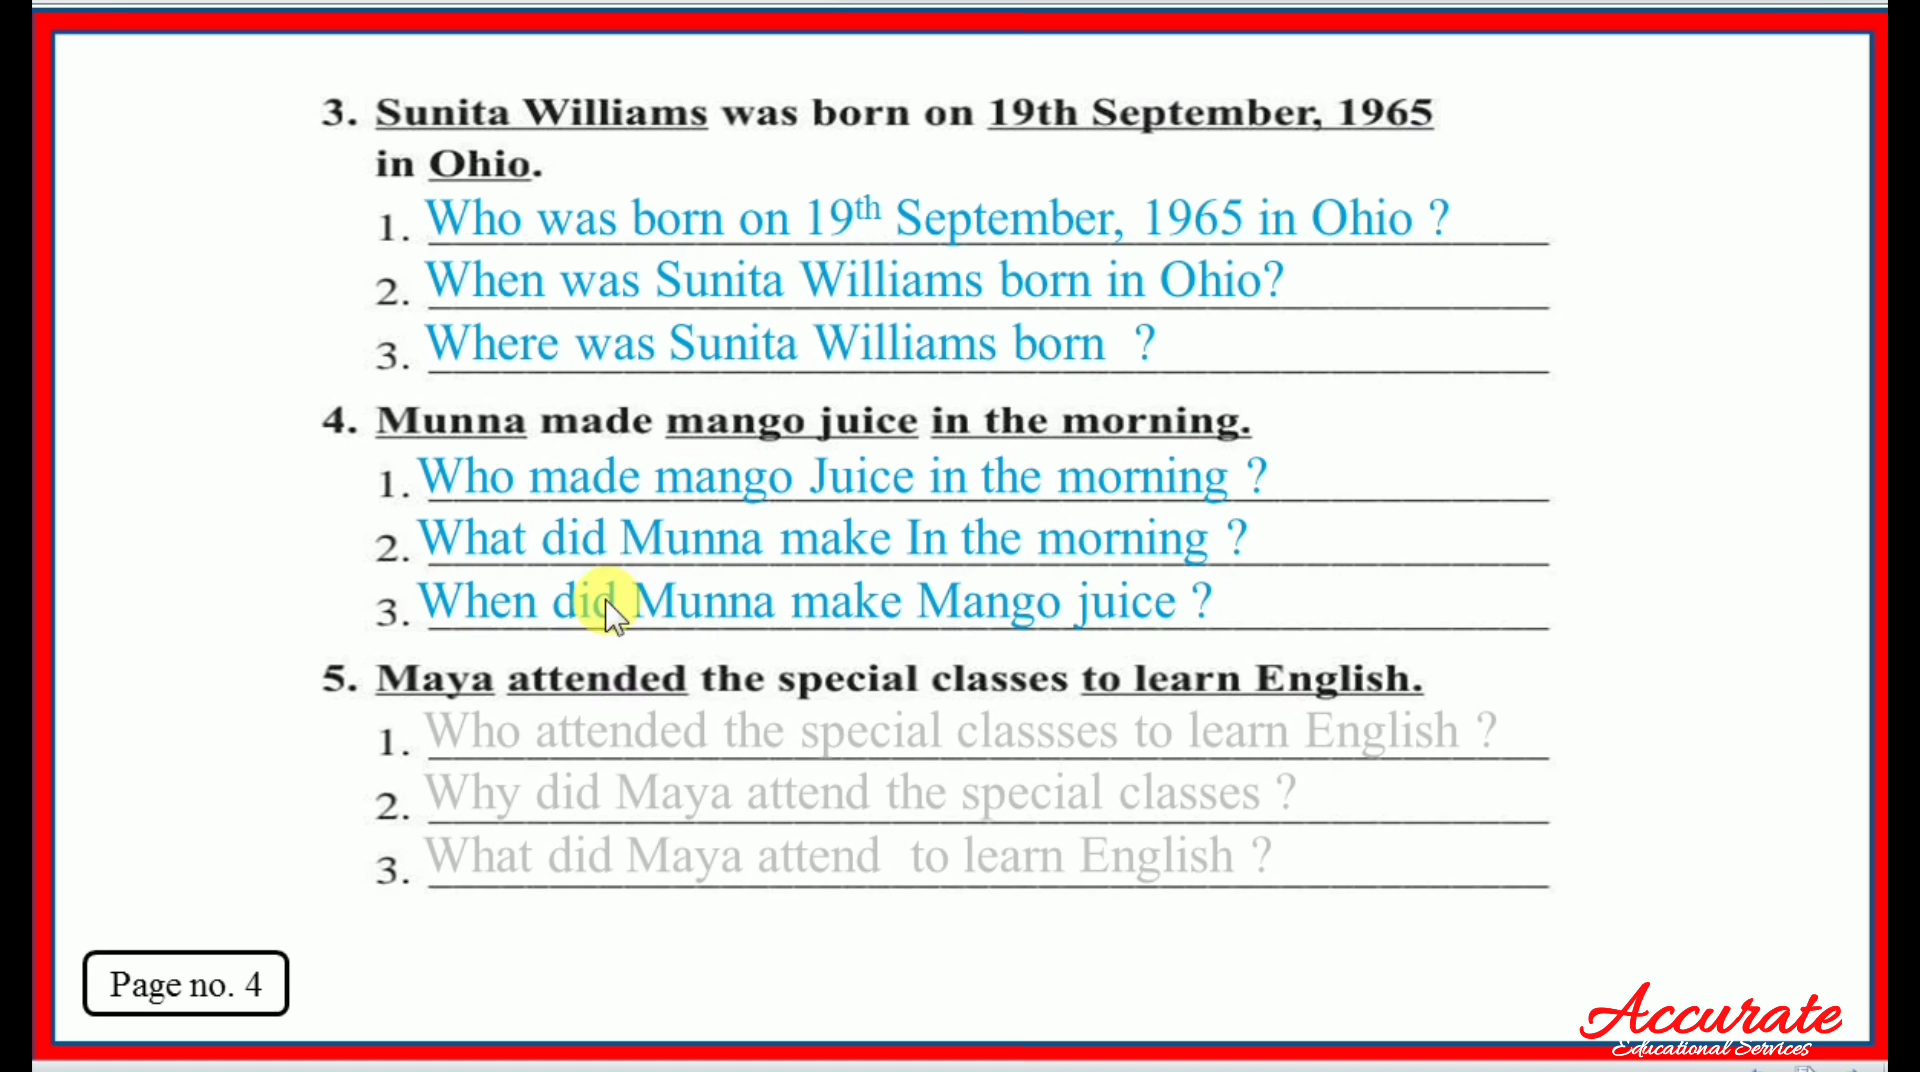 3. Sunita Williams was born on 19th September, 1965
in Ohio.
1. Who was born on 19th September, 1965 in Ohio ?
2. When was Sunita Williams born in Ohio?
3. Where was Sunita Williams born ?
4. Munna made mango juice in the morning.
1. Who made mango Juice in the morning ?
2. What did Munna make In the morning ?
3. When did Munna make Mango juice ?
5. Maya attended the special classes to learn English.
1. Who attended the special classses to learn English ?
2. Why did Maya attend the special classes ?
3. What did Maya attend to learn English ?
Page no. 4
Accurate
Educational Services